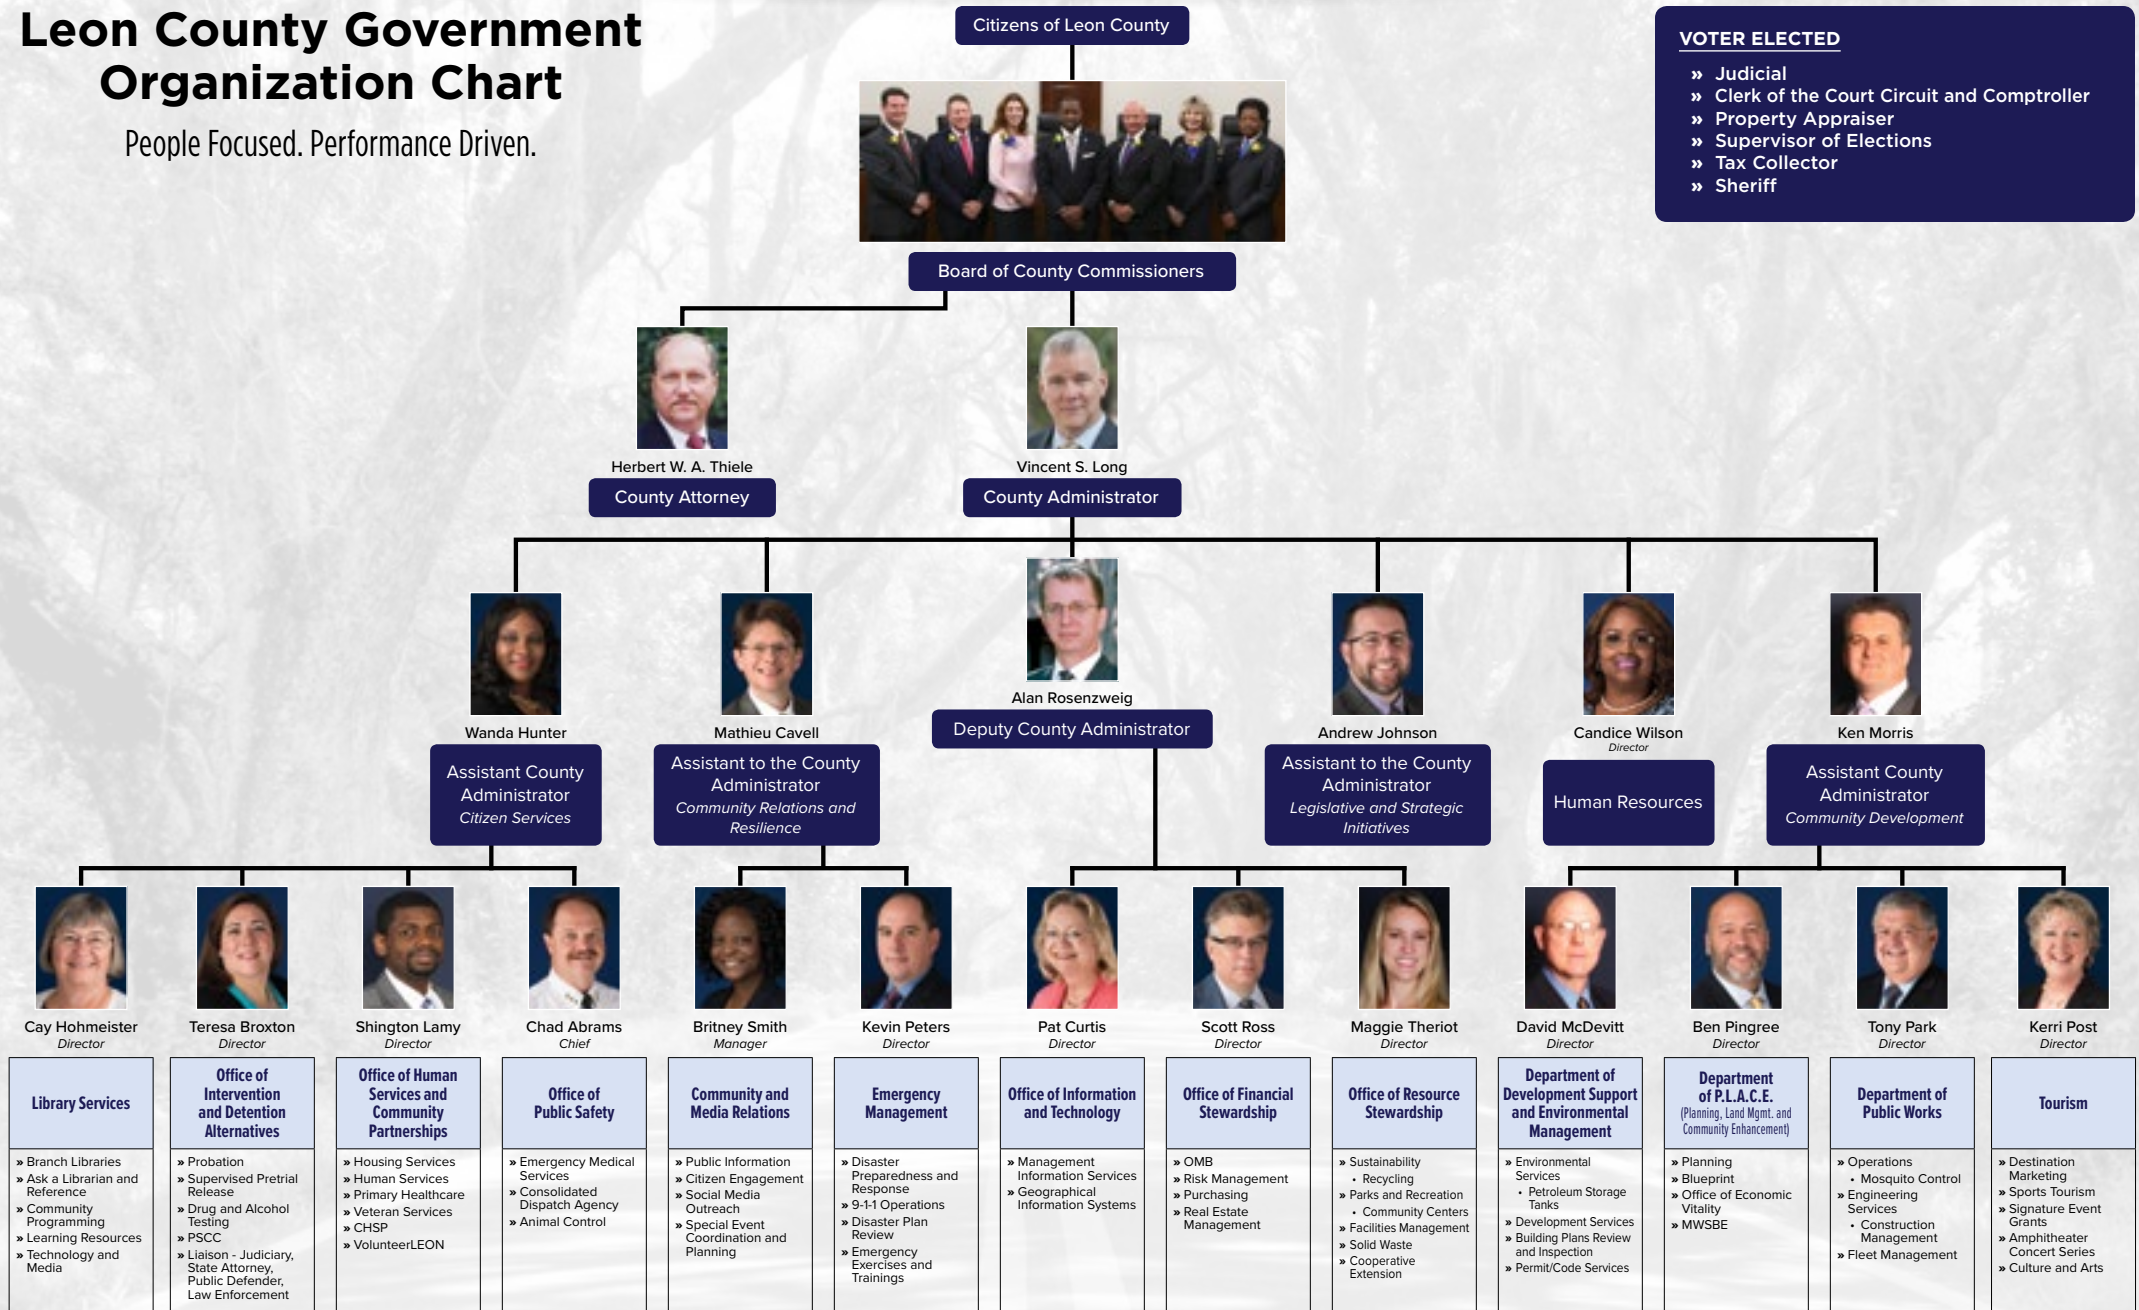 Leon County Government
Organization Chart
People Focused. Performance Driven.
Citizens of Leon County
VOTER ELECTED
» Judicial
» Clerk of the Court Circuit and Comptroller
» Property Appraiser
» Supervisor of Elections
» Tax Collector
» Sheriff
Board of County Commissioners
Herbert W. A. Thiele
County Attorney
Vincent S. Long
County Administrator
Wanda Hunter
Assistant County
Administrator
Citizen Services
Mathieu Cavell
Assistant to the County
Administrator
Community Relations and
Resilience
Alan Rosenzweig
Deputy County Administrator
Andrew Johnson
Assistant to the County
Administrator
Legislative and Strategic
Initiatives
Candice Wilson
Director
Human Resources
Ken Morris
Assistant County
Administrator
Community Development
Cay Hohmeister
Director
Library Services
» Branch Libraries
» Ask a Librarian and
Reference
» Community
Programming
» Learning Resources
» Technology and
Media
Teresa Broxton
Director
Office of
Intervention
and Detention
Alternatives
» Probation
» Supervised Pretrial
Release
» Drug and Alcohol
Testing
» PSCC
» Liaison - Judiciary,
State Attorney,
Public Defender,
Law Enforcement
Shington Lamy
Director
Office of Human
Services and
Community
Partnerships
» Housing Services
» Human Services
» Primary Healthcare
» Veteran Services
» CHSP
» VolunteerLEON
Chad Abrams
Chief
Office of
Public Safety
» Emergency Medical
Services
» Consolidated
Dispatch Agency
» Animal Control
Britney Smith
Manager
Community and
Media Relations
» Public Information
» Citizen Engagement
» Social Media
Outreach
» Special Event
Coordination and
Planning
Kevin Peters
Director
Emergency
Management
» Disaster
Preparedness and
Response
» 9-1-1 Operations
» Disaster Plan
Review
» Emergency
Exercises and
Trainings
Pat Curtis
Director
Office of Information
and Technology
» Management
Information Services
» Geographical
Information Systems
Scott Ross
Director
Office of Financial
Stewardship
» OMB
» Risk Management
» Purchasing
» Real Estate
Management
Maggie Theriot
Director
Office of Resource
Stewardship
» Sustainability
• Recycling
» Parks and Recreation
• Community Centers
» Facilities Management
» Solid Waste
» Cooperative
Extension
David McDevitt
Director
Department of
Development Support
and Environmental
Management
» Environmental
Services
• Petroleum Storage
Tanks
» Development Services
» Building Plans Review
and Inspection
» Permit/Code Services
Ben Pingree
Director
Department
of P.L.A.C.E.
(Planning, Land Mgmt. and
Community Enhancement)
» Planning
» Blueprint
» Office of Economic
Vitality
» MWSBE
Tony Park
Director
Department of
Public Works
» Operations
• Mosquito Control
» Engineering
Services
• Construction
Management
» Fleet Management
Kerri Post
Director
Tourism
» Destination
Marketing
» Sports Tourism
» Signature Event
Grants
» Amphitheater
Concert Series
» Culture and Arts